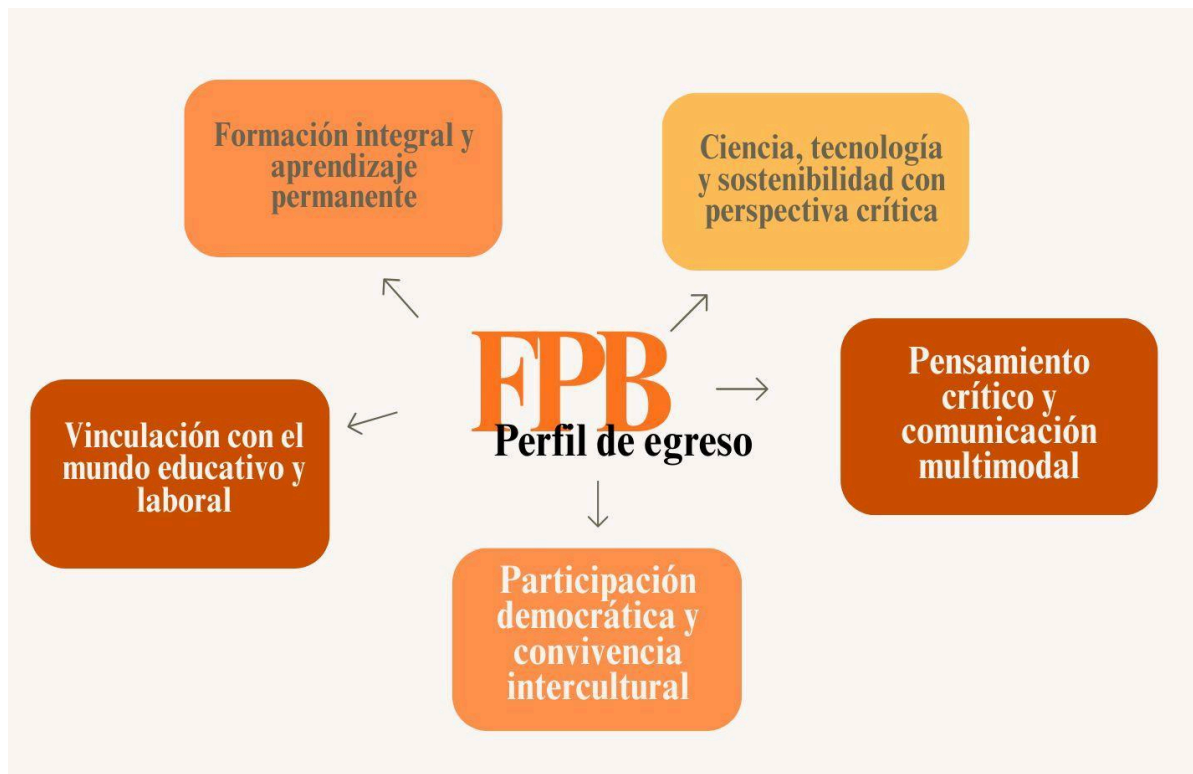 Formación integral y
aprendizaje
permanente
Ciencia, tecnología
y sostenibilidad con
perspectiva crítica
FPB
Perfil de egreso
Pensamiento
crítico y
comunicación
multimodal
Vinculación con el
mundo educativo y
laboral
Participación
democrática y
convivencia
intercultural